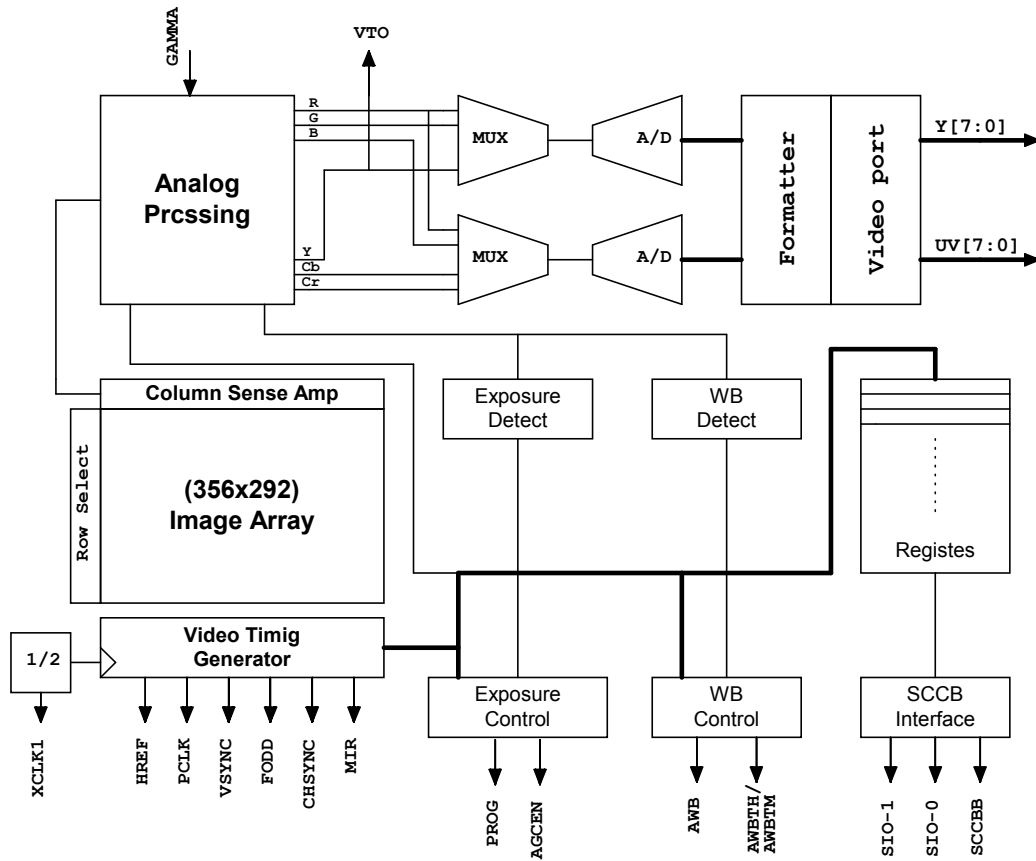 GAMMA
VTO
R
G
B
MUX
A/D
Formatter
Video port
Y[7:0]
Analog
Prcssing
Y
Cb
Cr
MUX
A/D
UV[7:0]
Column Sense Amp
Exposure
Detect
WB
Detect
Row Select
(356x292)
Image Array
Registes
Video Timig
Generator
1/2
Exposure
Control
WB
Control
SCCB
Interface
XCLK1
HREF
PCLK
VSYNC
FODD
CHSYNC
MIR
PROG
AGCEN
AWB
AWBTH/
AWBTM
SIO-1
SIO-0
SCCBB